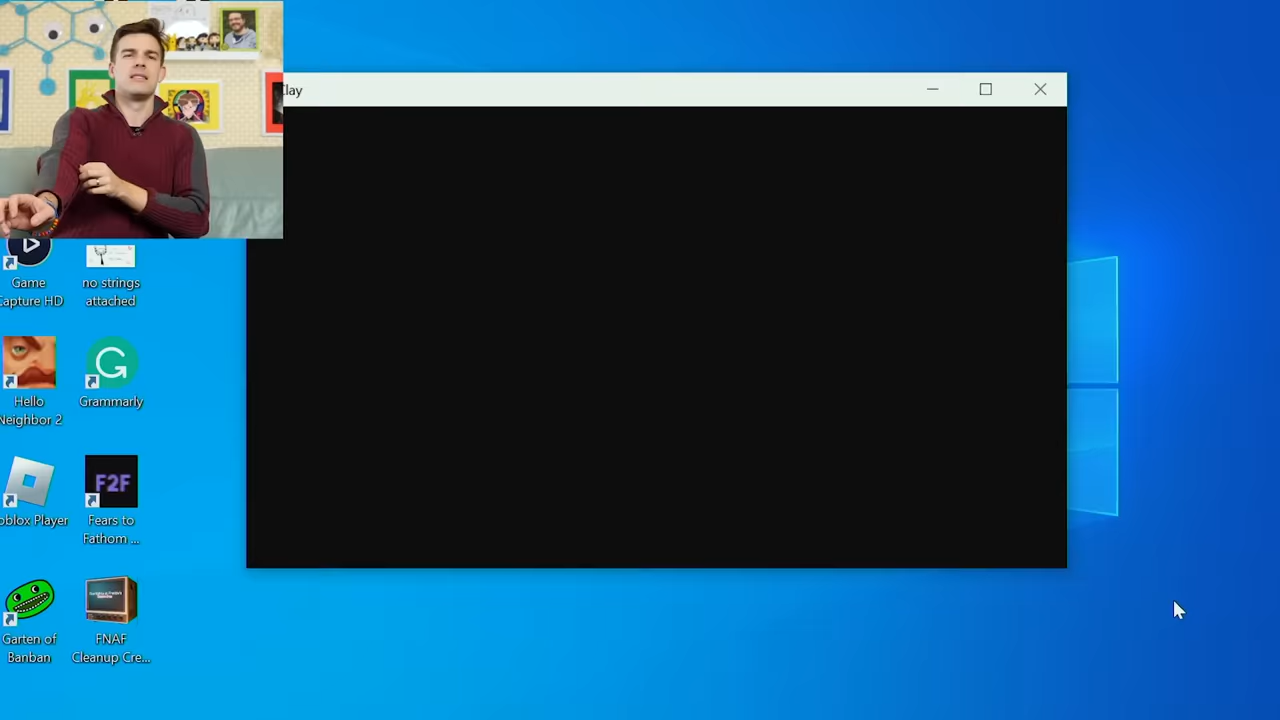 lay
Game
Capture HD
no strings
attached
Hello
Neighbor 2
Grammarly
oblox Player
F2F
Fears to
Fathom ...
Garten of
Banban
FNAF
Cleanup Cre...